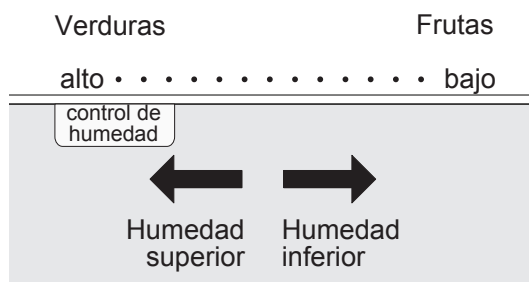 Verduras Frutas
alto • • • • • • • • • • • • • bajo
control de
humedad
Humedad
superior
Humedad
inferior